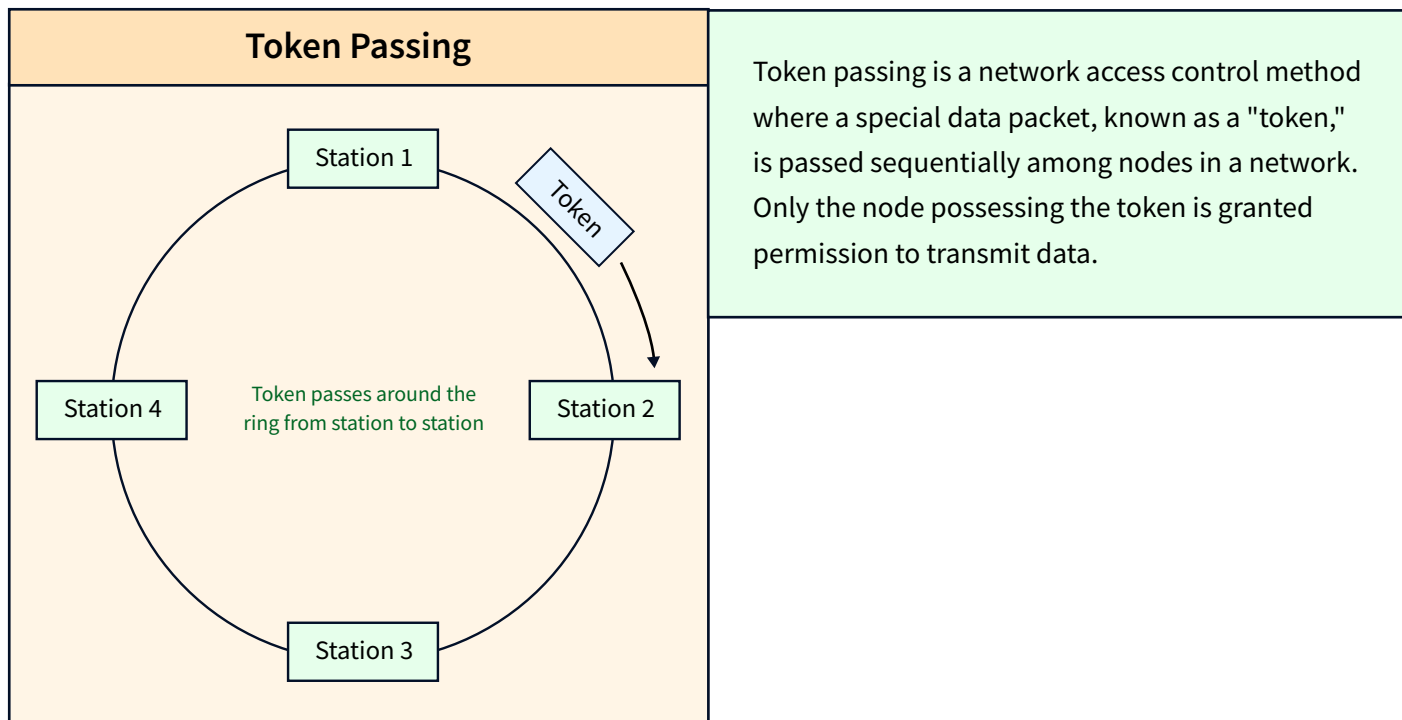 Token Passing
Station 1
Token
Station 4
Token passes around the
ring from station to station
Station 2
Station 3
Token passing is a network access control method
where a special data packet, known as a "token,"
is passed sequentially among nodes in a network.
Only the node possessing the token is granted
permission to transmit data.